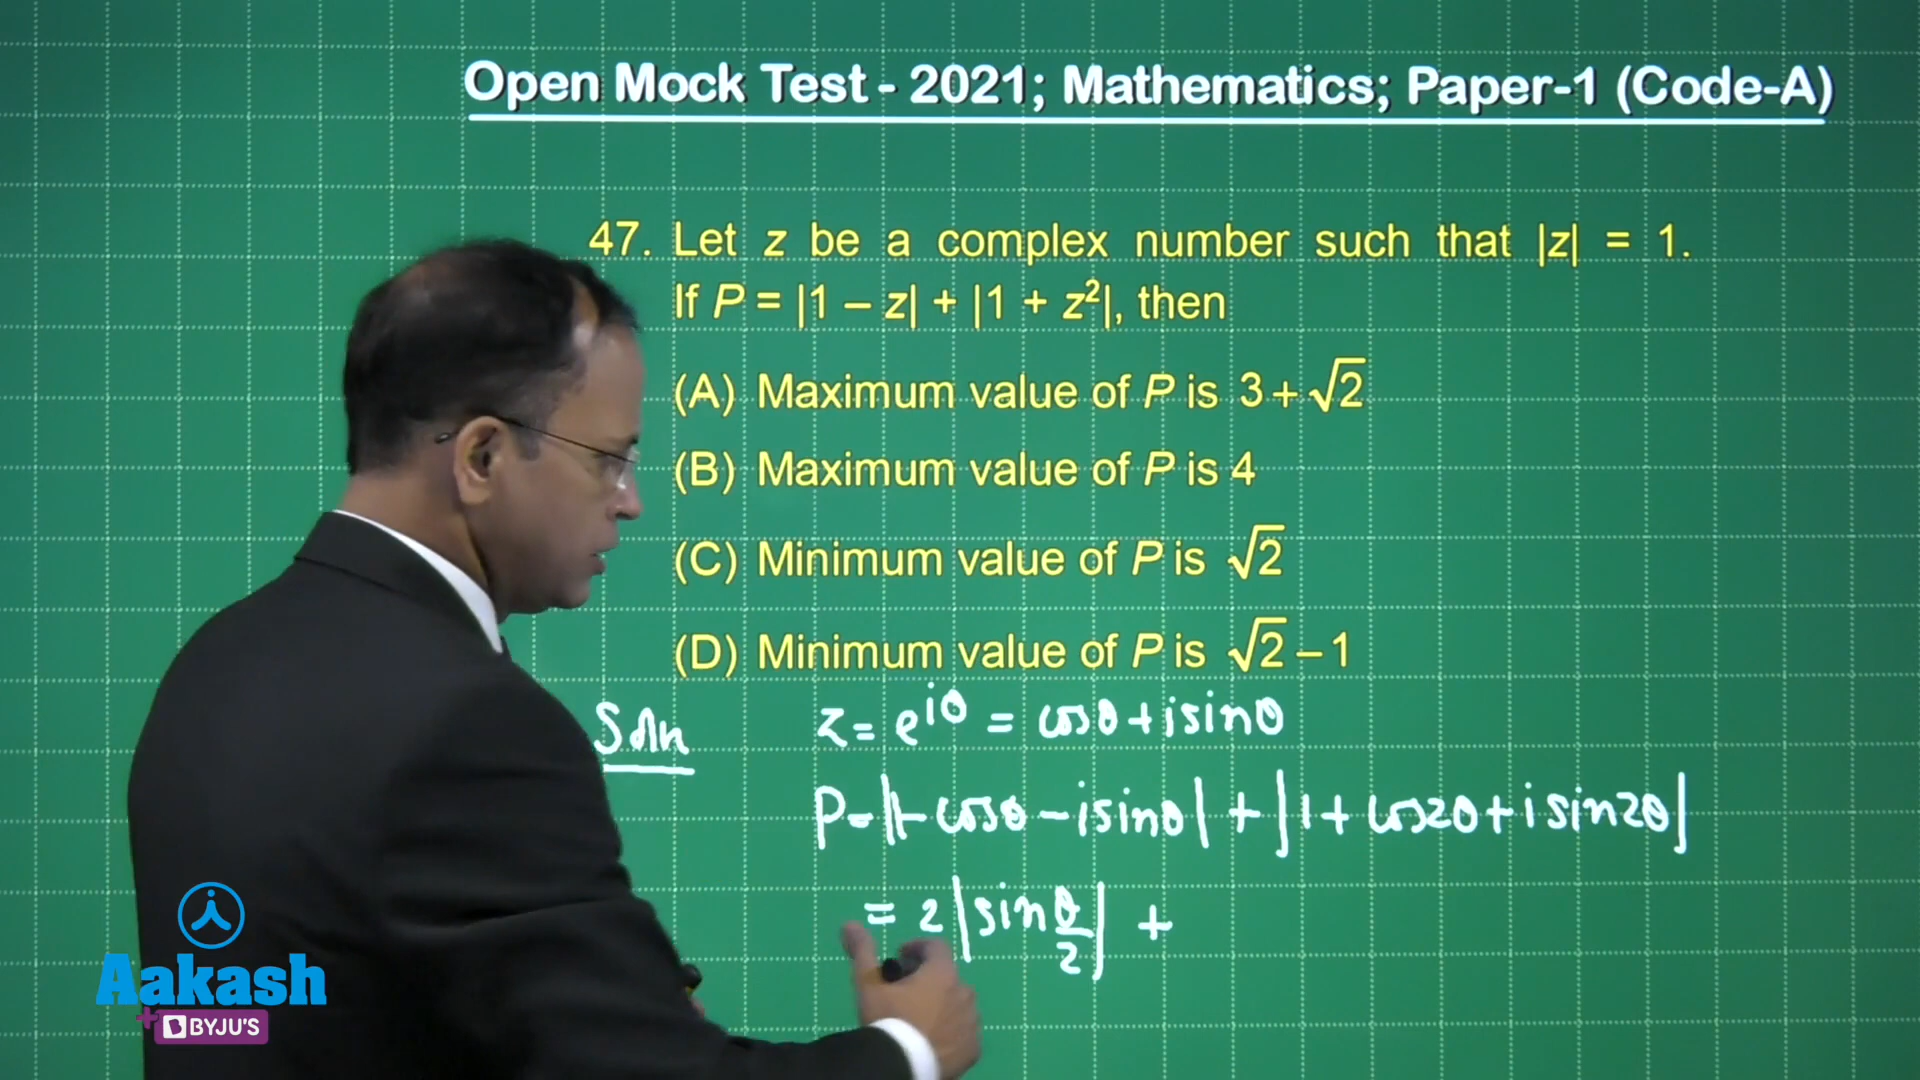 Open Mock Test - 2021; Mathematics; Paper-1 (Code-A)
47. Let z be a complex number such that |z| = 1.
If P = |1 – z| + |1 + z²|, then
(A) Maximum value of P is 3 + √2
(B) Maximum value of P is 4
(C) Minimum value of P is √2
(D) Minimum value of P is √2 – 1
Soln z = e^{iθ} = cosθ + isinθ
P = |1 - cosθ - isinθ| + |1 + cos2θ + isin2θ|
= 2|sin θ/2| +
Aakash
+ BYJU'S